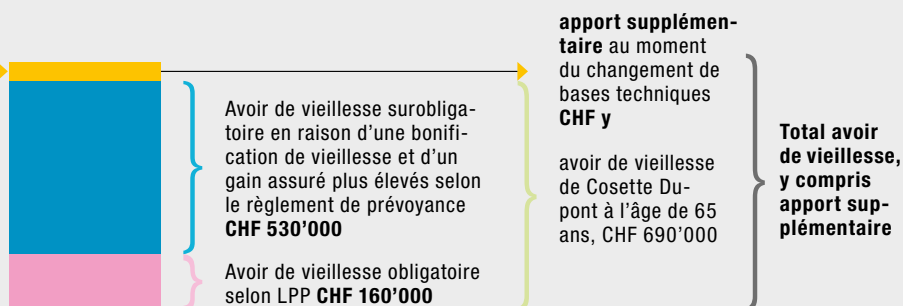 apport supplémen-
taire au moment
du changement de
bases techniques
CHF y
Avoir de vieillesse surobliga-
toire en raison d'une bonifi-
cation de vieillesse et d'un
gain assuré plus élevés selon
le règlement de prévoyance
CHF 530'000
Avoir de vieillesse obligatoire
selon LPP CHF 160'000
avoir de vieillesse
de Cosette Du-
pont à l'âge de 65
ans, CHF 690'000
Total avoir
de vieillesse,
y compris
apport sup-
plémentaire